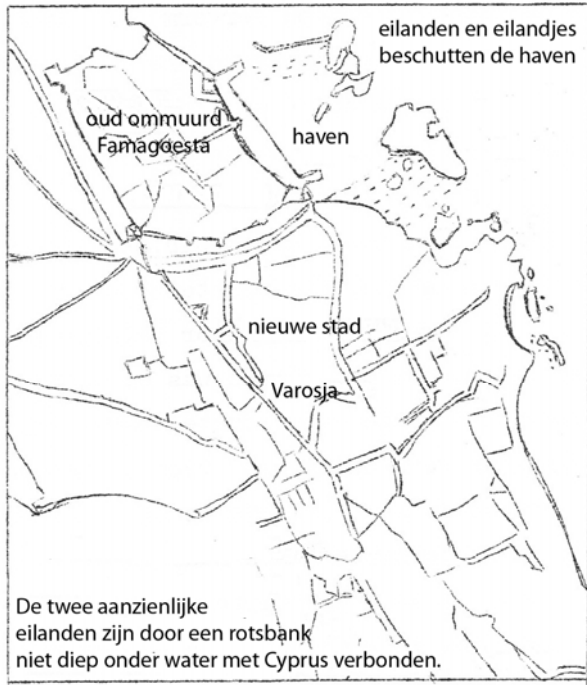 eilanden en eilandjes
beschutten de haven
oud ommuurd
Famagoesta
haven
nieuwe stad
Varosja
De twee aanzienlijke
eilanden zijn door een rotsbank
niet diep onder water met Cyprus verbonden.